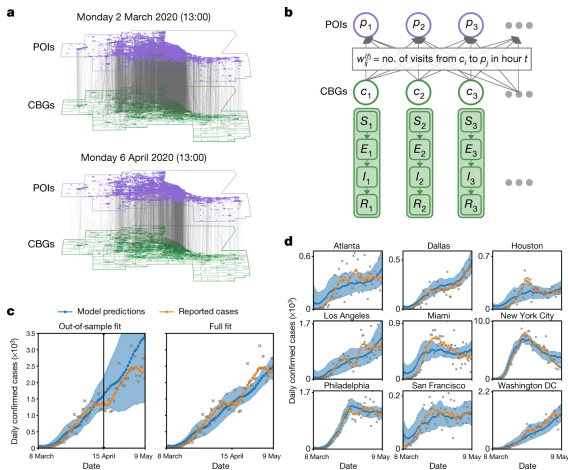 a
Monday 2 March 2020 (13:00)
POIs
CBGs
Monday 6 April 2020 (13:00)
POIs
CBGs
b
POIs
p1 p2 p3
w(t)ij = no. of visits from ci to pj in hour t
CBGs
c1 c2 c3
S1 S2 S3
E1 E2 E3
I1 I2 I3
R1 R2 R3
c
Model predictions Reported cases
Out-of-sample fit Full fit
Daily confirmed cases (×10³)
3.5
3.0
2.5
2.0
1.5
1.0
0.5
0
8 March 15 April 9 May
Date
8 March 15 April 9 May
Date
d
Daily confirmed cases (×10³)
Atlanta Dallas Houston
0.6 0.5 0.7
0 0 0
Los Angeles Miami New York City
1.7 0.9 10.0
0 0 0
Philadelphia San Francisco Washington DC
1.7 0.2 2.2
0 0 0
8 March 9 May 8 March 9 May 8 March 9 May
Date Date Date